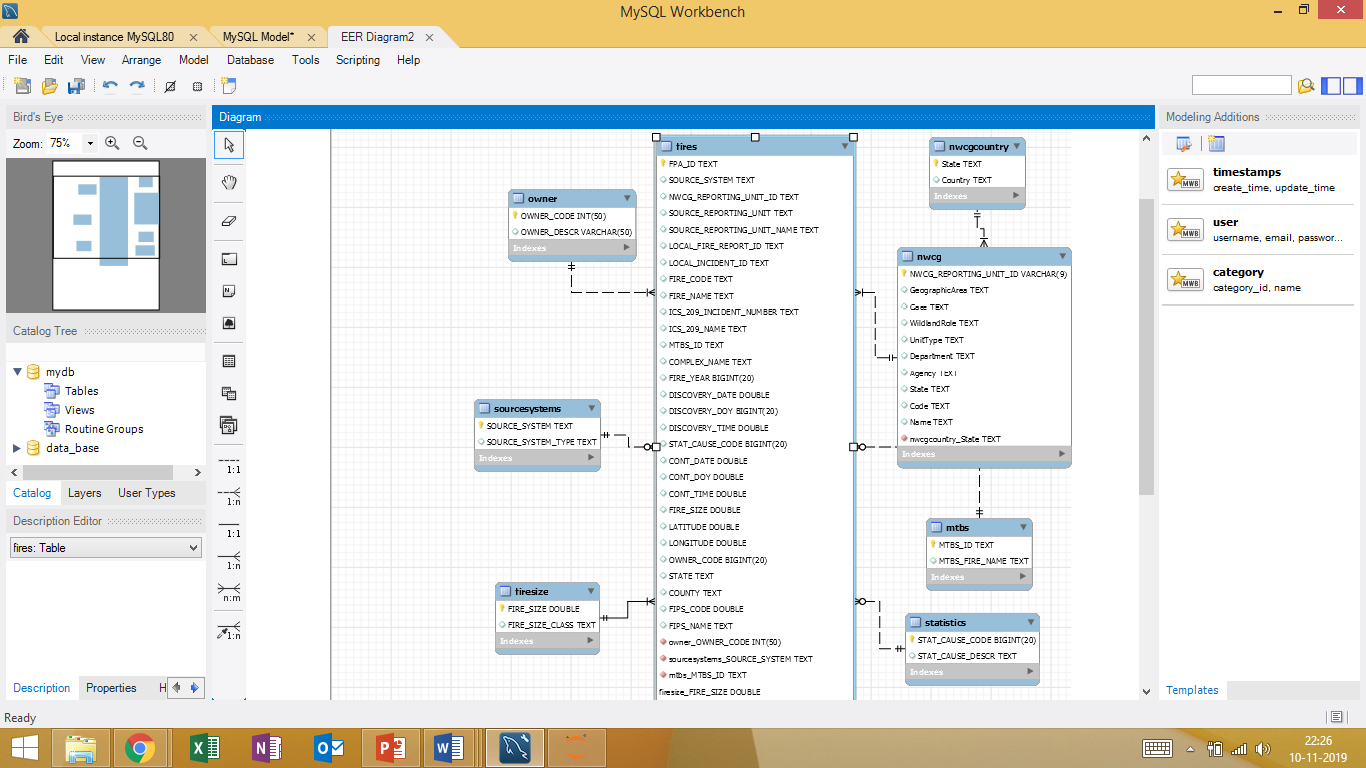 MySQL Workbench
Local instance MySQL80
MySQL Model*
EER Diagram2
File Edit View Arrange Model Database Tools Scripting Help
Bird's Eye
Zoom: 75%
Catalog Tree
mydb
Tables
Views
Routine Groups
data_base
Catalog Layers User Types
Description Editor
fires: Table
Description Properties H
Ready
Diagram
1:1
1:n
1:1
1:n
n:m
1:n
owner
OWNER_CODE INT(50)
OWNER_DESCR VARCHAR(50)
Indexes
sourcesystems
SOURCE_SYSTEM TEXT
SOURCE_SYSTEM_TYPE TEXT
Indexes
firesize
FIRE_SIZE DOUBLE
FIRE_SIZE_CLASS TEXT
Indexes
fires
FPA_ID TEXT
SOURCE_SYSTEM TEXT
NWCG_REPORTING_UNIT_ID TEXT
SOURCE_REPORTING_UNIT TEXT
SOURCE_REPORTING_UNIT_NAME TEXT
LOCAL_FIRE_REPORT_ID TEXT
LOCAL_INCIDENT_ID TEXT
FIRE_CODE TEXT
FIRE_NAME TEXT
ICS_209_INCIDENT_NUMBER TEXT
ICS_209_NAME TEXT
MTBS_ID TEXT
COMPLEX_NAME TEXT
FIRE_YEAR BIGINT(20)
DISCOVERY_DATE DOUBLE
DISCOVERY_DOY BIGINT(20)
DISCOVERY_TIME DOUBLE
STAT_CAUSE_CODE BIGINT(20)
CONT_DATE DOUBLE
CONT_DOY DOUBLE
CONT_TIME DOUBLE
FIRE_SIZE DOUBLE
LATITUDE DOUBLE
LONGITUDE DOUBLE
OWNER_CODE BIGINT(20)
STATE TEXT
COUNTY TEXT
FIPS_CODE DOUBLE
FIPS_NAME TEXT
owner_OWNER_CODE INT(50)
sourcesystems_SOURCE_SYSTEM TEXT
mtbs_MTBS_ID TEXT
firesize_FIRE_SIZE DOUBLE
nwcgcountry
State TEXT
Country TEXT
Indexes
nwcg
NWCG_REPORTING_UNIT_ID VARCHAR(9)
GeographicArea TEXT
Gacc TEXT
WildlandRole TEXT
UnitType TEXT
Department TEXT
Agency TEXT
State TEXT
Code TEXT
Name TEXT
nwcgcountry_State TEXT
Indexes
mtbs
MTBS_ID TEXT
MTBS_FIRE_NAME TEXT
Indexes
statistics
STAT_CAUSE_CODE BIGINT(20)
STAT_CAUSE_DESCR TEXT
Indexes
Modeling Additions
MWB
timestamps
create_time, update_time
MWB
user
username, email, passwor...
MWB
category
category_id, name
Templates
22:26
10-11-2019